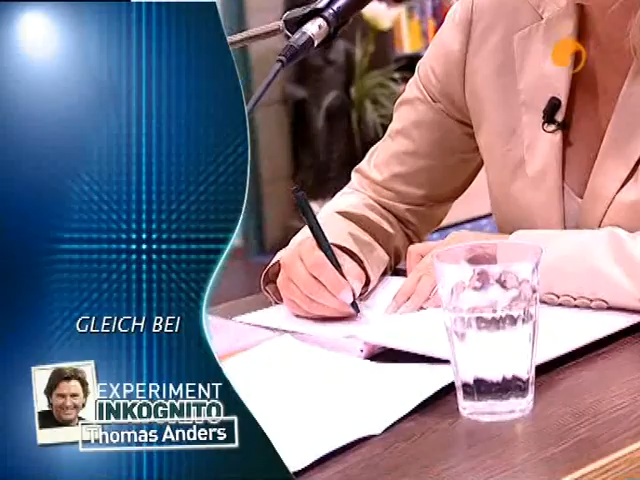 GLEICH BEI
EXPERIMENT
INKOGNITO
Thomas Anders